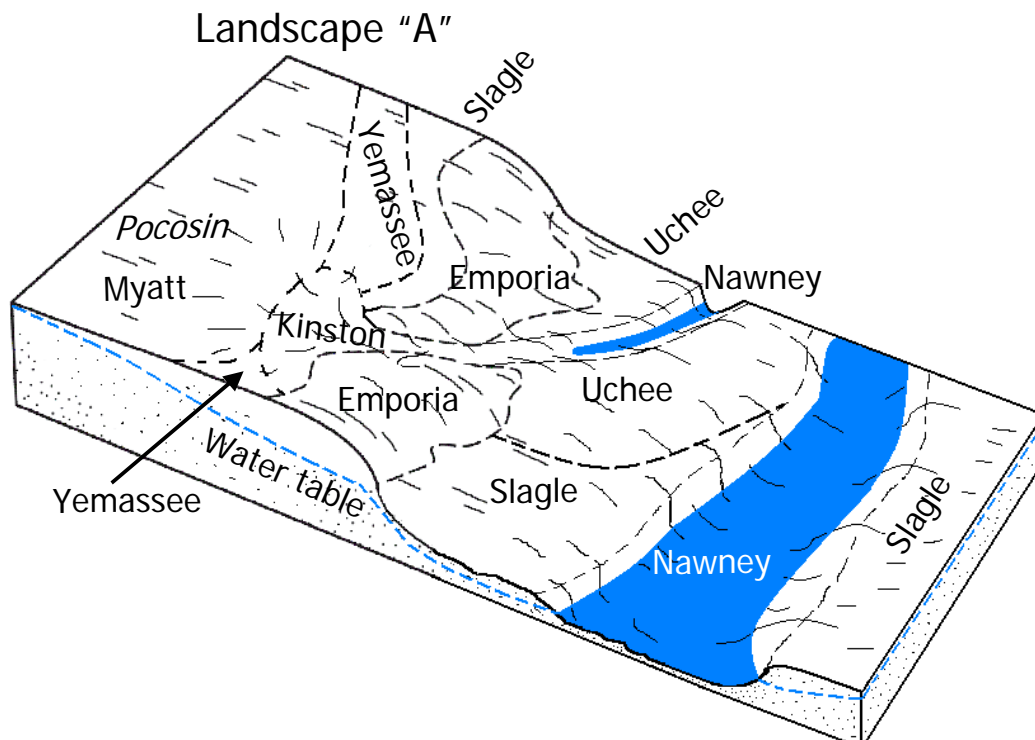 Landscape “A”
Slagle
Yemassee
Uchee
Pocosin
Emporia
Nawney
Myatt
Kinston
Uchee
Emporia
Water table
Slagle
Yemassee
Nawney
Slagle